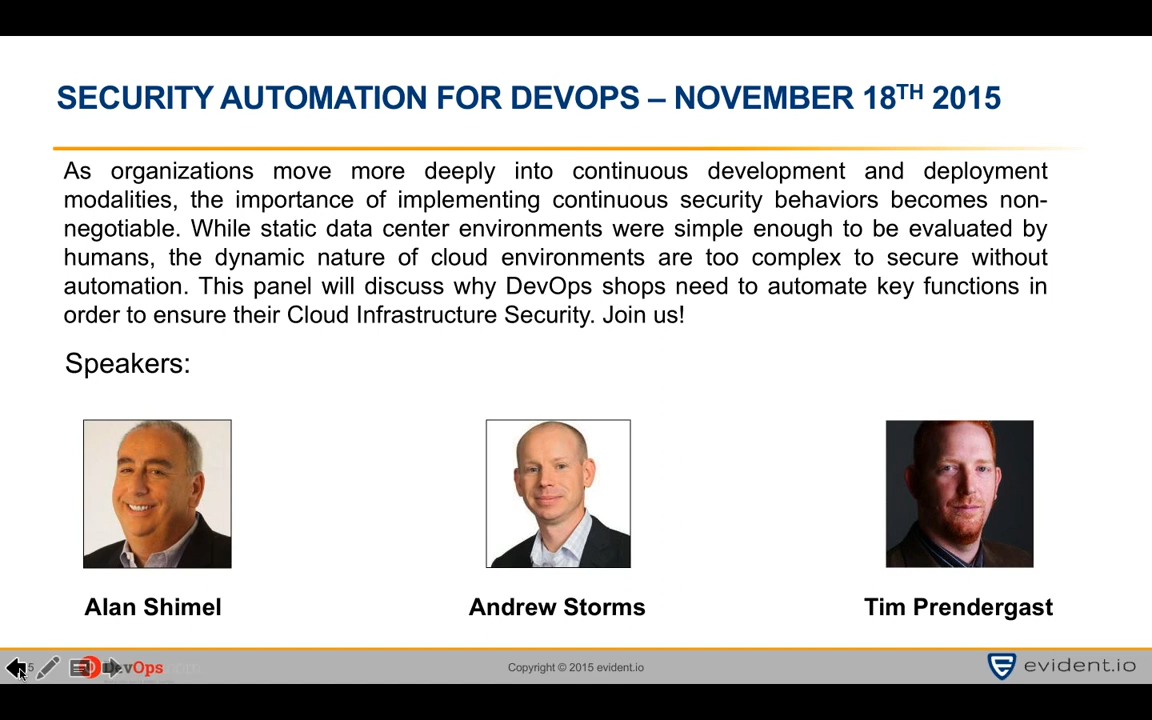 SECURITY AUTOMATION FOR DEVOPS – NOVEMBER 18TH 2015
As organizations move more deeply into continuous development and deployment
modalities, the importance of implementing continuous security behaviors becomes non-
negotiable. While static data center environments were simple enough to be evaluated by
humans, the dynamic nature of cloud environments are too complex to secure without
automation. This panel will discuss why DevOps shops need to automate key functions in
order to ensure their Cloud Infrastructure Security. Join us!
Speakers:
Alan Shimel Andrew Storms Tim Prendergast
5 DevOps Copyright © 2015 evident.io evident.io